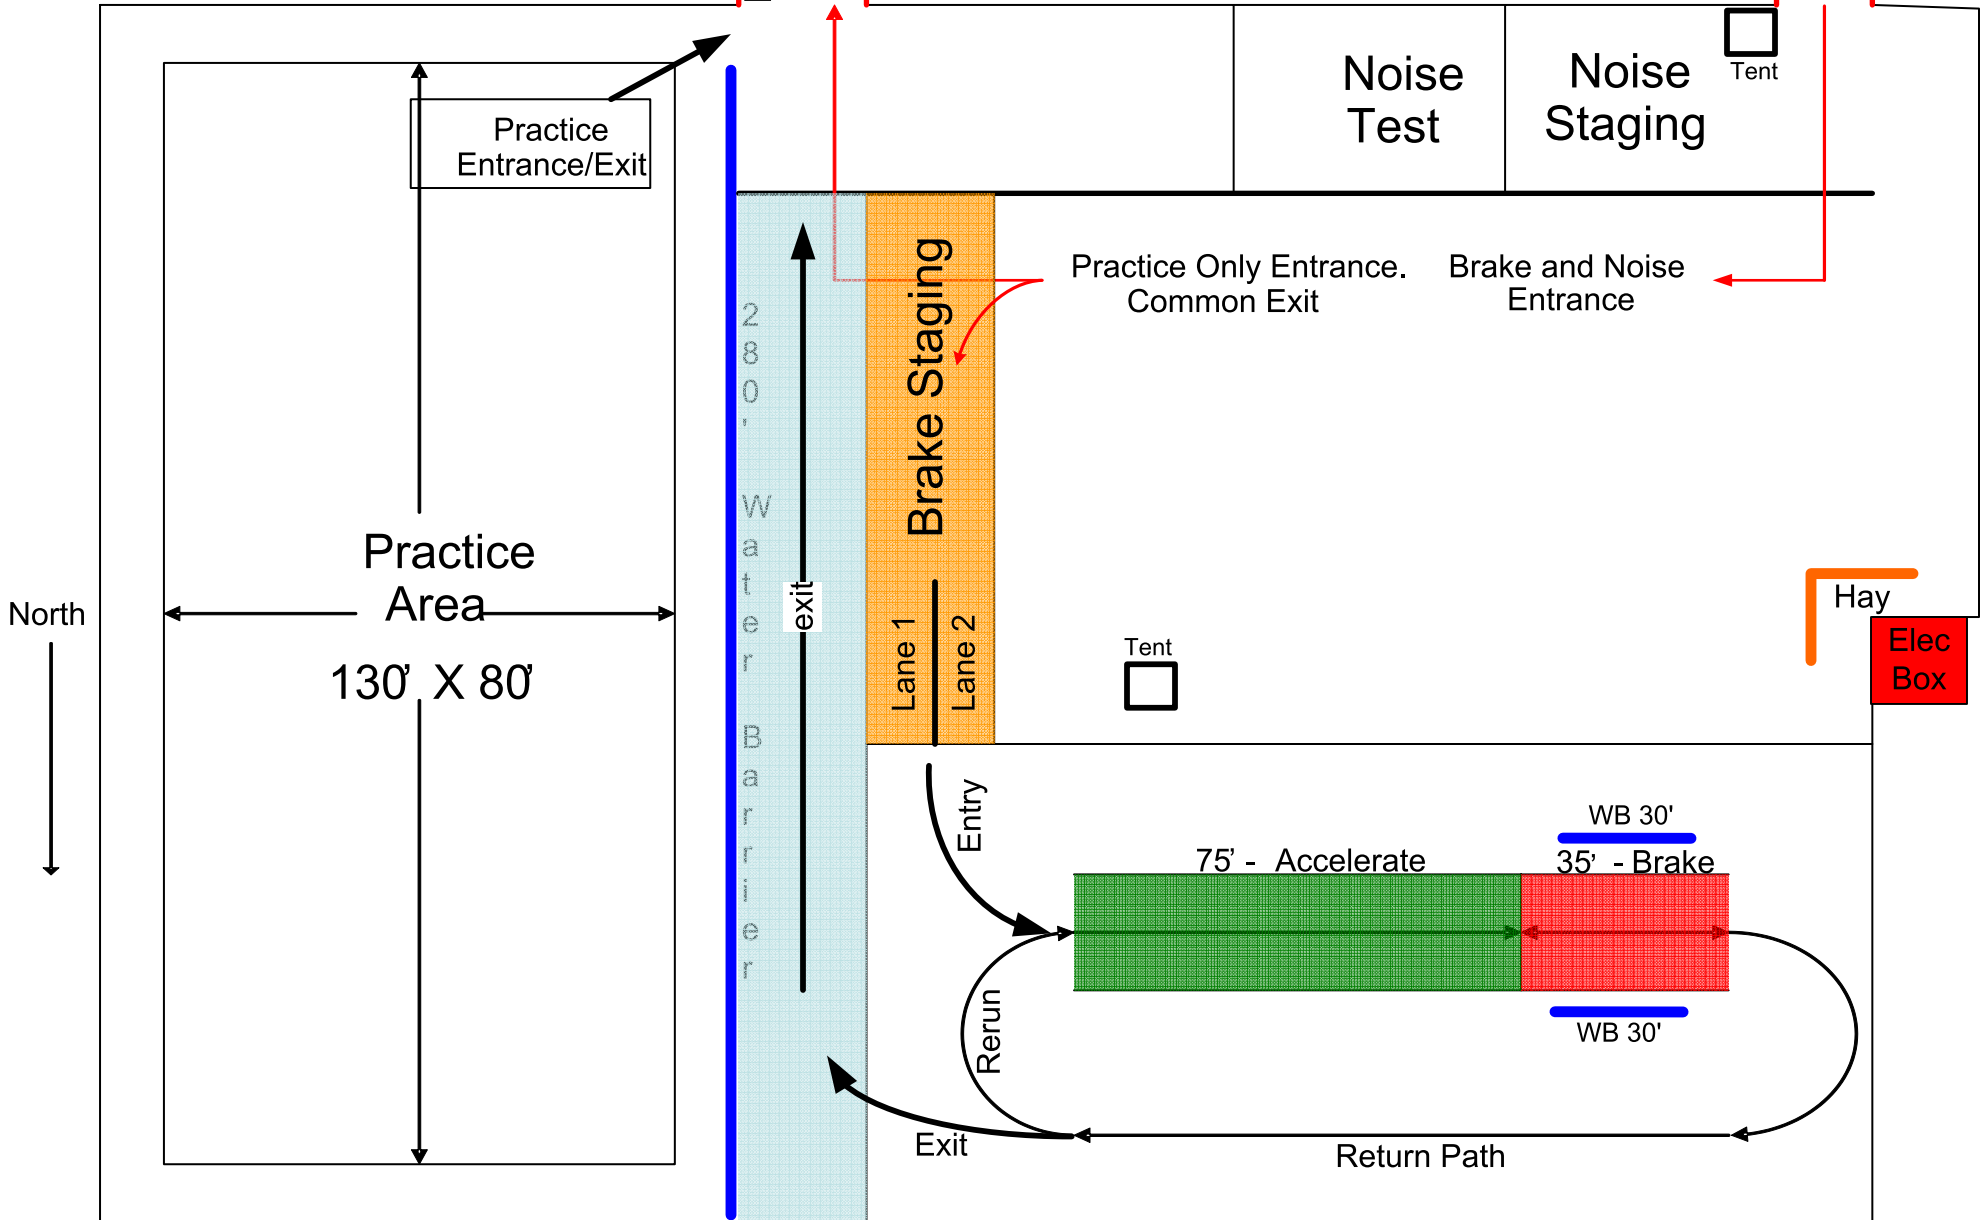 Noise
Test
Noise
Staging
Tent
Practice
Entrance/Exit
Practice Only Entrance.
Common Exit
Brake and Noise
Entrance
Brake Staging
280' Water Barrier
exit
Lane 1
Lane 2
Practice
Area
130' X 80'
North
Hay
Elec
Box
Tent
Entry
WB 30'
75' - Accelerate
35' - Brake
WB 30'
Rerun
Exit
Return Path